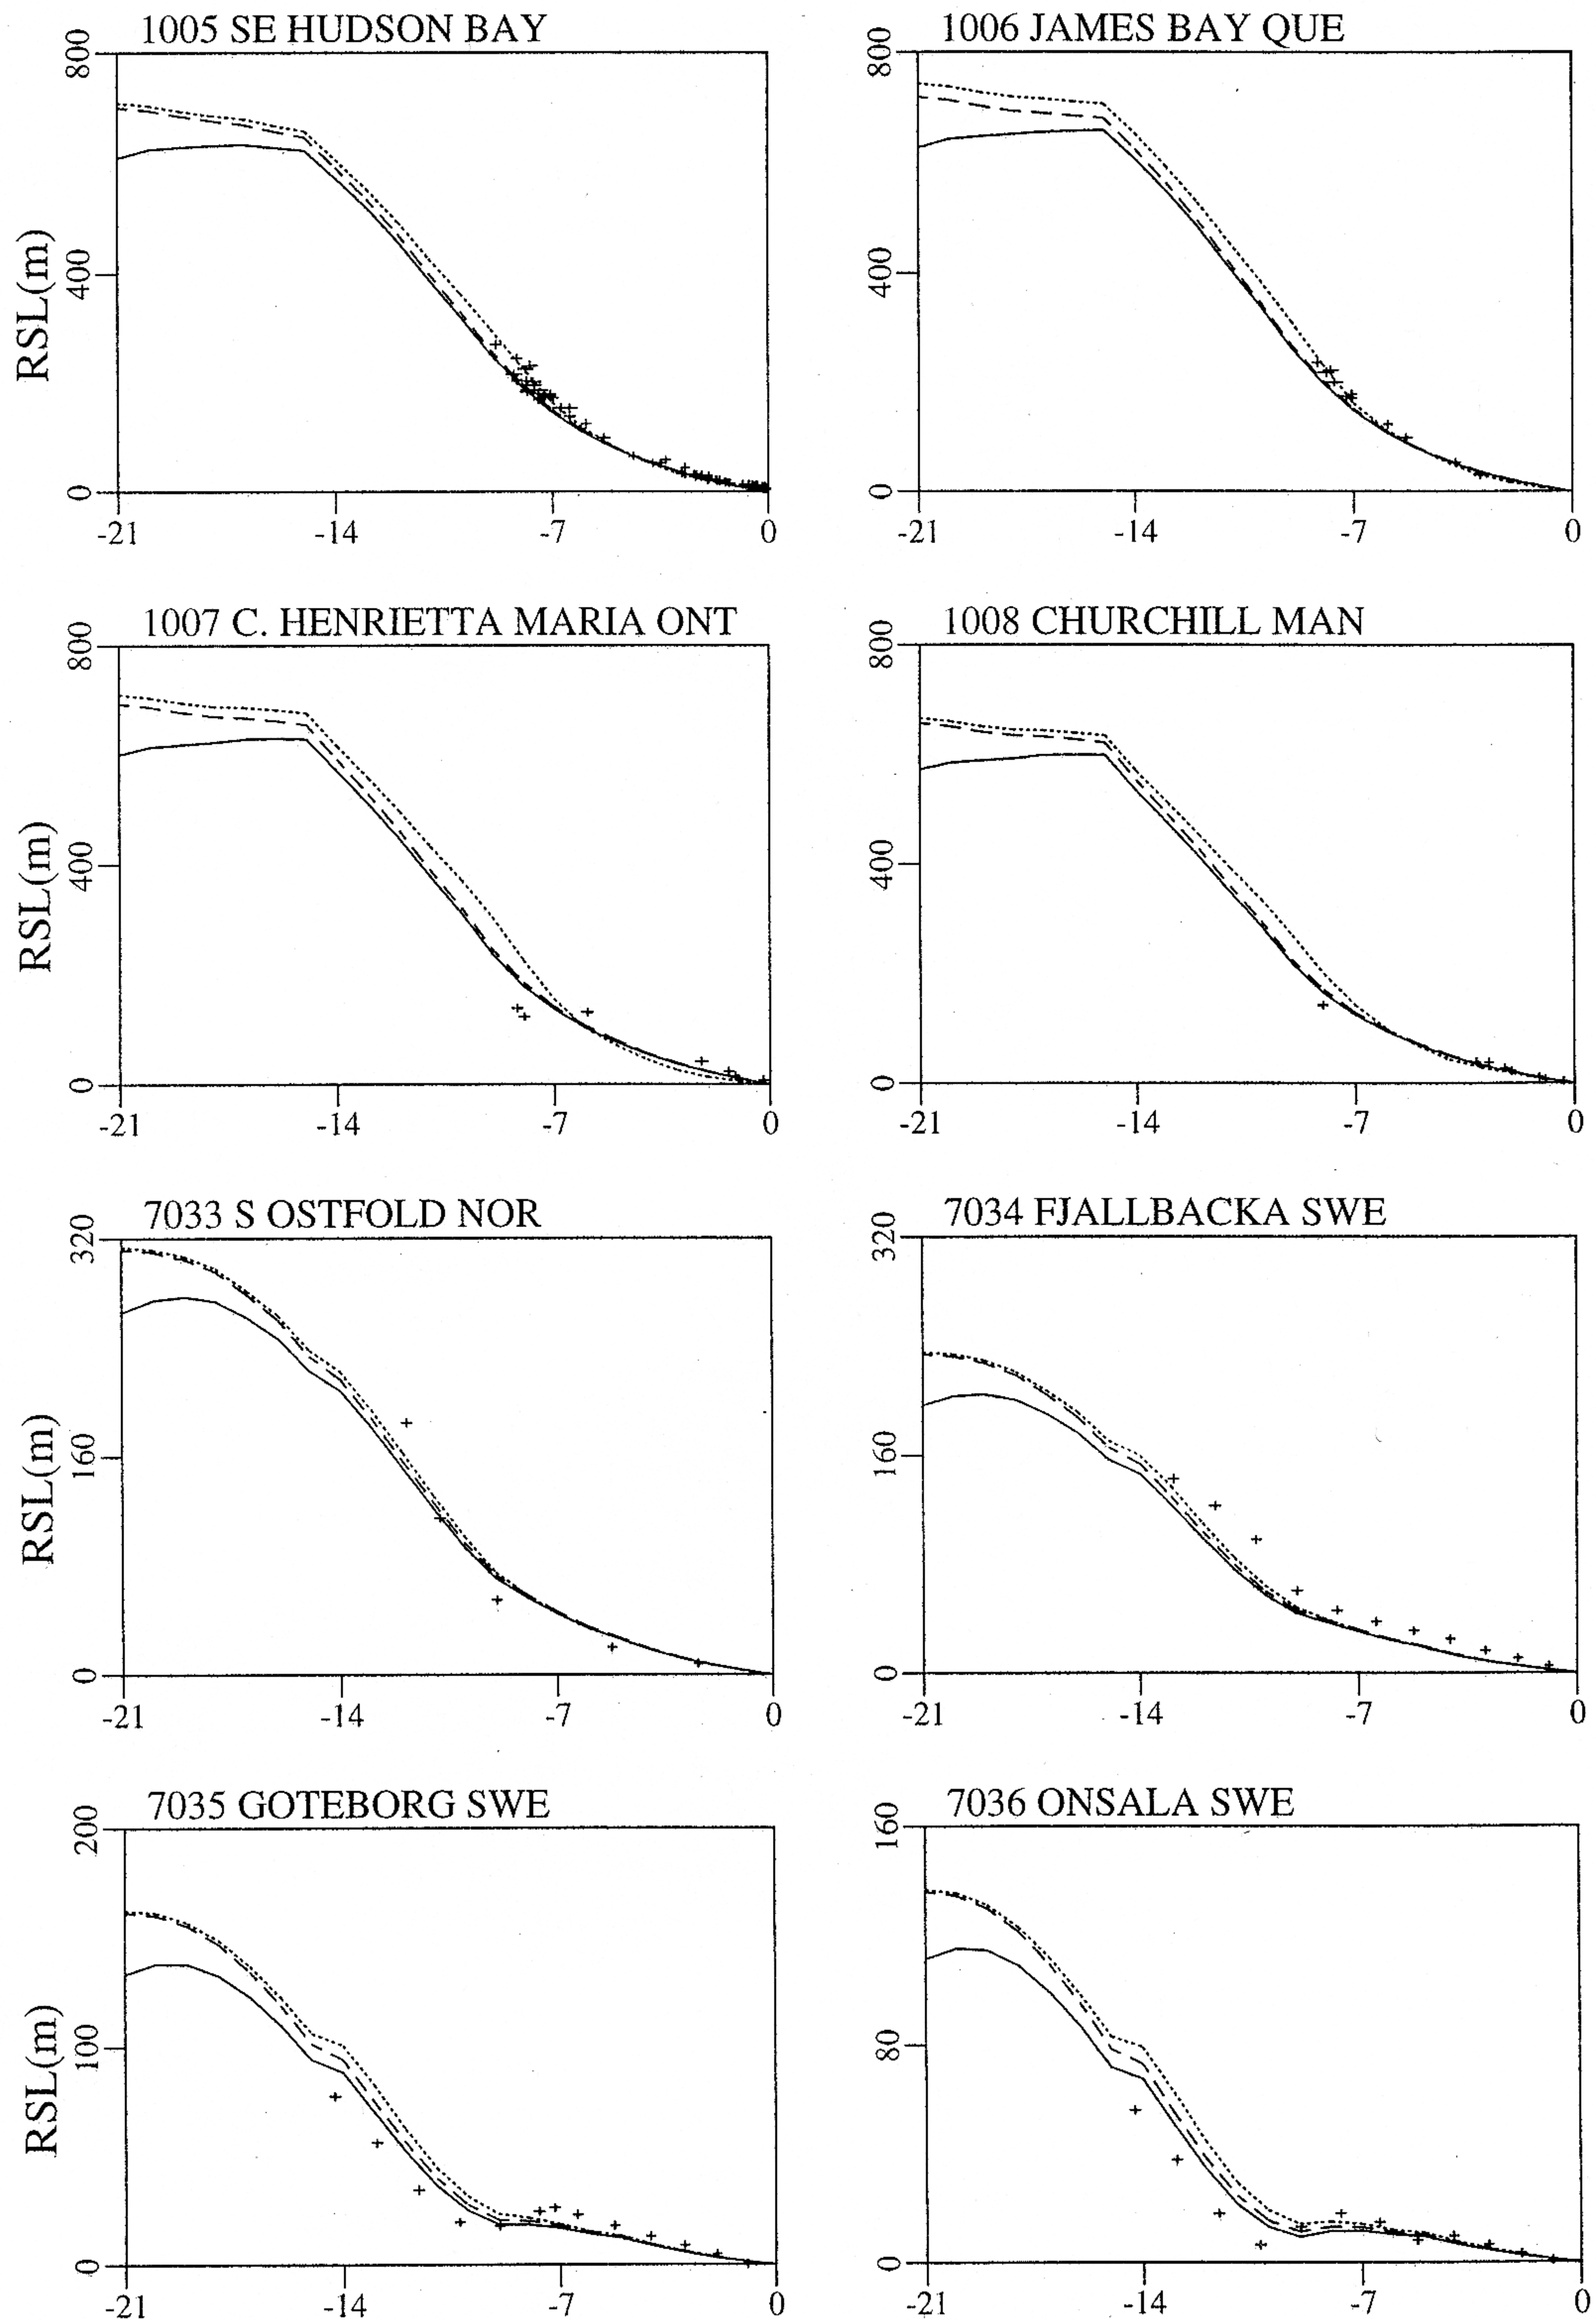 1005 SE HUDSON BAY
1006 JAMES BAY QUE
RSL(m)
800
400
0
-21 -14 -7 0
800
400
0
-21 -14 -7 0
1007 C. HENRIETTA MARIA ONT
1008 CHURCHILL MAN
RSL(m)
800
400
0
-21 -14 -7 0
800
400
0
-21 -14 -7 0
7033 S OSTFOLD NOR
7034 FJALLBACKA SWE
RSL(m)
320
160
0
-21 -14 -7 0
320
160
0
-21 -14 -7 0
7035 GOTEBORG SWE
7036 ONSALA SWE
RSL(m)
200
100
0
-21 -14 -7 0
160
80
0
-21 -14 -7 0